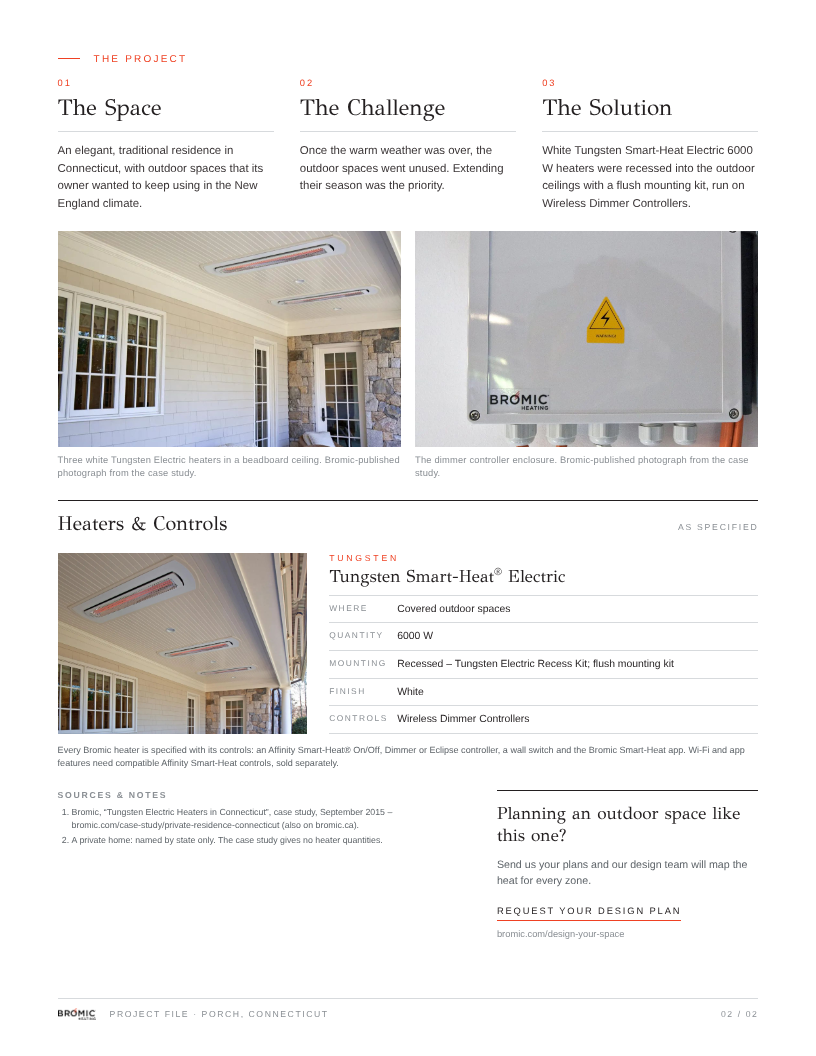 THE PROJECT
01
The Space
An elegant, traditional residence in
Connecticut, with outdoor spaces that its
owner wanted to keep using in the New
England climate.
02
The Challenge
Once the warm weather was over, the
outdoor spaces went unused. Extending
their season was the priority.
03
The Solution
White Tungsten Smart-Heat Electric 6000
W heaters were recessed into the outdoor
ceilings with a flush mounting kit, run on
Wireless Dimmer Controllers.
WARNING
BROMIC
HEATING
Three white Tungsten Electric heaters in a beadboard ceiling. Bromic-published
photograph from the case study.
The dimmer controller enclosure. Bromic-published photograph from the case
study.
Heaters & Controls
AS SPECIFIED
TUNGSTEN
Tungsten Smart-Heat® Electric
WHERE Covered outdoor spaces
QUANTITY 6000 W
MOUNTING Recessed – Tungsten Electric Recess Kit; flush mounting kit
FINISH White
CONTROLS Wireless Dimmer Controllers
Every Bromic heater is specified with its controls: an Affinity Smart-Heat® On/Off, Dimmer or Eclipse controller, a wall switch and the Bromic Smart-Heat app. Wi-Fi and app
features need compatible Affinity Smart-Heat controls, sold separately.
SOURCES & NOTES
1. Bromic, “Tungsten Electric Heaters in Connecticut”, case study, September 2015 –
bromic.com/case-study/private-residence-connecticut (also on bromic.ca).
2. A private home: named by state only. The case study gives no heater quantities.
Planning an outdoor space like
this one?
Send us your plans and our design team will map the
heat for every zone.
REQUEST YOUR DESIGN PLAN
bromic.com/design-your-space
BROMIC
HEATING
PROJECT FILE · PORCH, CONNECTICUT
02 / 02